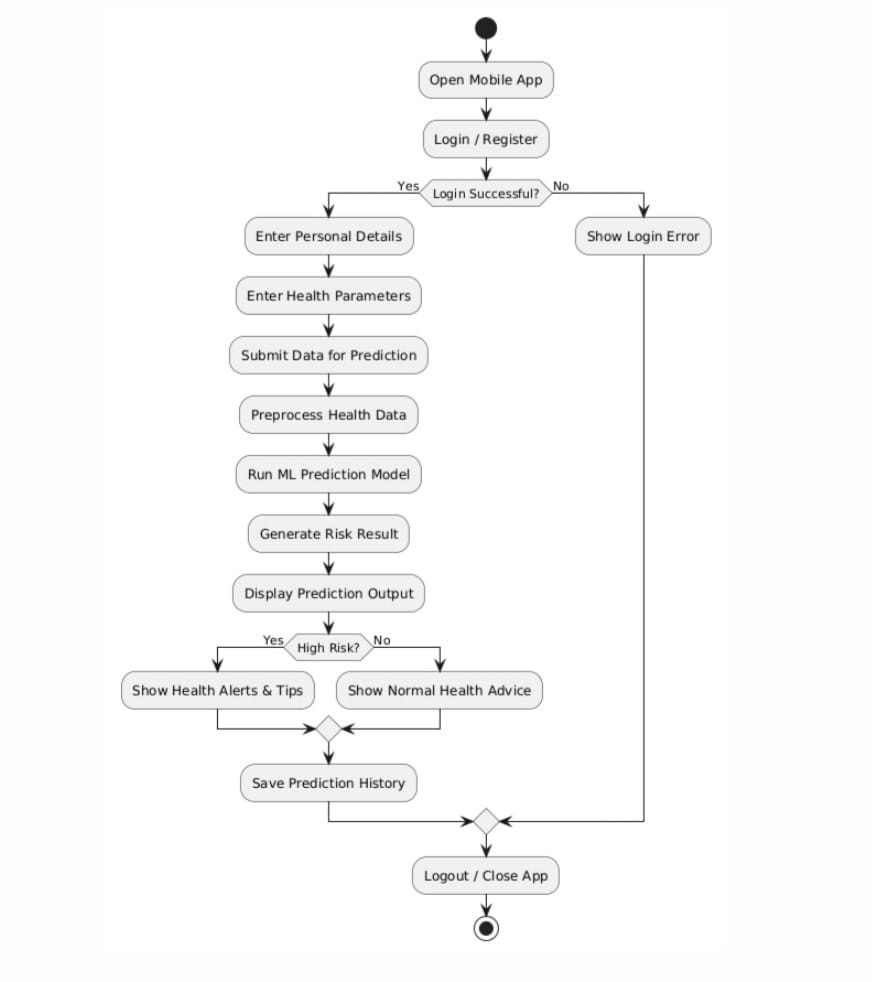 Open Mobile App
Login / Register
Yes
Login Successful?
No
Enter Personal Details
Show Login Error
Enter Health Parameters
Submit Data for Prediction
Preprocess Health Data
Run ML Prediction Model
Generate Risk Result
Display Prediction Output
Yes
High Risk?
No
Show Health Alerts & Tips
Show Normal Health Advice
Save Prediction History
Logout / Close App